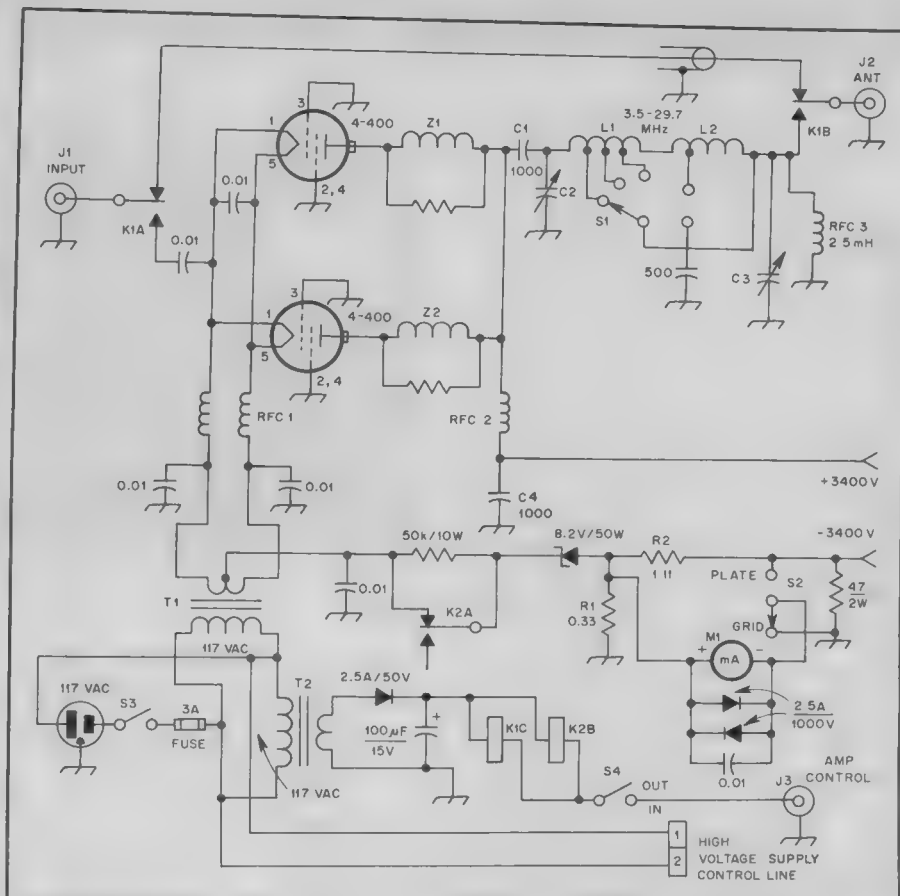 J2
ANT
K1B
3.5-29.7
MHz
L1
L2
C1
1000
C2
S1
500
C3
RFC 3
2 5mH
3
1
5
4-400
2, 4
Z1
J1
INPUT
K1A
0.01
0.01
3
1
5
4-400
2, 4
Z2
RFC 1
RFC 2
0.01
0.01
C4
1000
+3400V
50k/10W
8.2V/50W
R2
1 11
-3400V
PLATE
S2
GRID
47
2W
0.01
K2A
R1
0.33
M1
+
-
mA
T1
117 VAC
117 VAC
S3
3A
FUSE
T2
117 VAC
2.5A/50V
+
100µF
15V
K1C
K2B
S4
OUT
IN
2 5A
1000V
0.01
J3
AMP
CONTROL
1
2
HIGH
VOLTAGE SUPPLY
CONTROL LINE